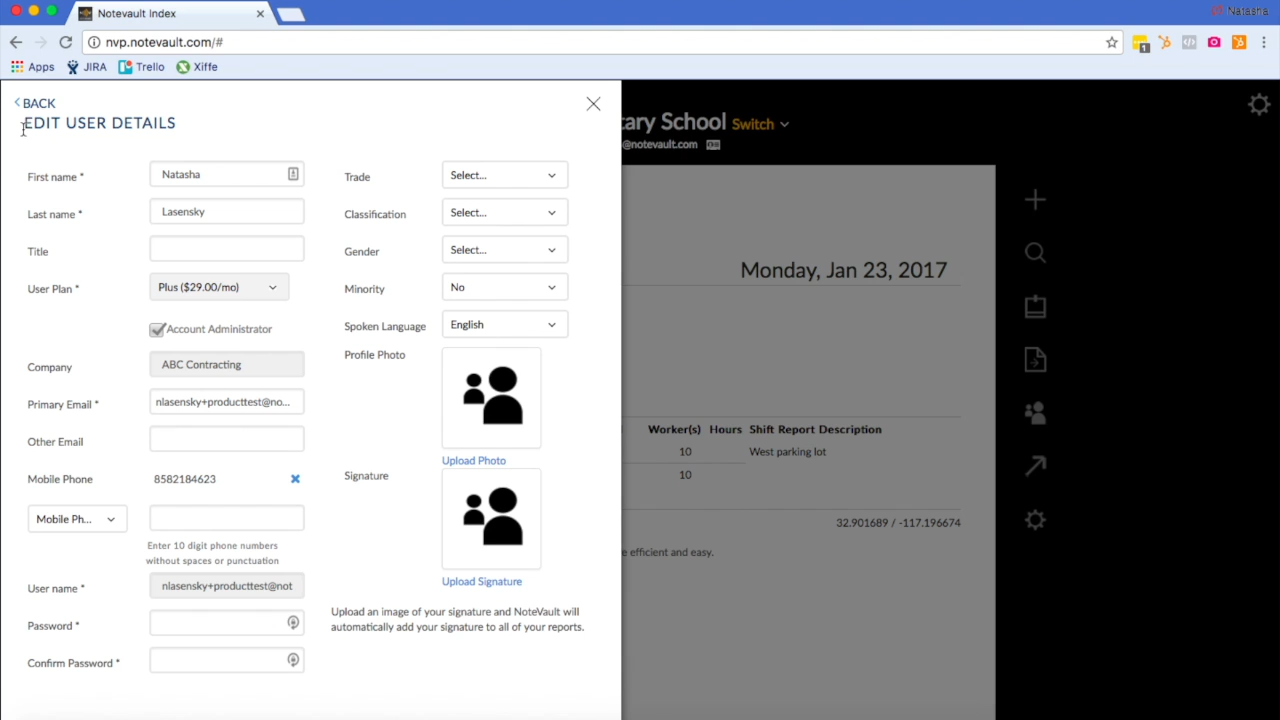 Notevault Index
Natasha
nvp.notevault.com/#
1
Apps JIRA Trello Xiffe
BACK
EDIT USER DETAILS
First name * Natasha
Last name * Lasensky
Title
User Plan * Plus ($29.00/mo)
Account Administrator
Company ABC Contracting
Primary Email * nlasensky+producttest@no...
Other Email
Mobile Phone 8582184623
Mobile Ph...
Enter 10 digit phone numbers
without spaces or punctuation
User name * nlasensky+producttest@not
Password *
Confirm Password *
Trade Select...
Classification Select...
Gender Select...
Minority No
Spoken Language English
Profile Photo
Upload Photo
Signature
Upload Signature
Upload an image of your signature and NoteVault will
automatically add your signature to all of your reports.
tary School Switch
@notevault.com
Monday, Jan 23, 2017
Worker(s) Hours Shift Report Description
10 West parking lot
10
32.901689 / -117.196674
e efficient and easy.